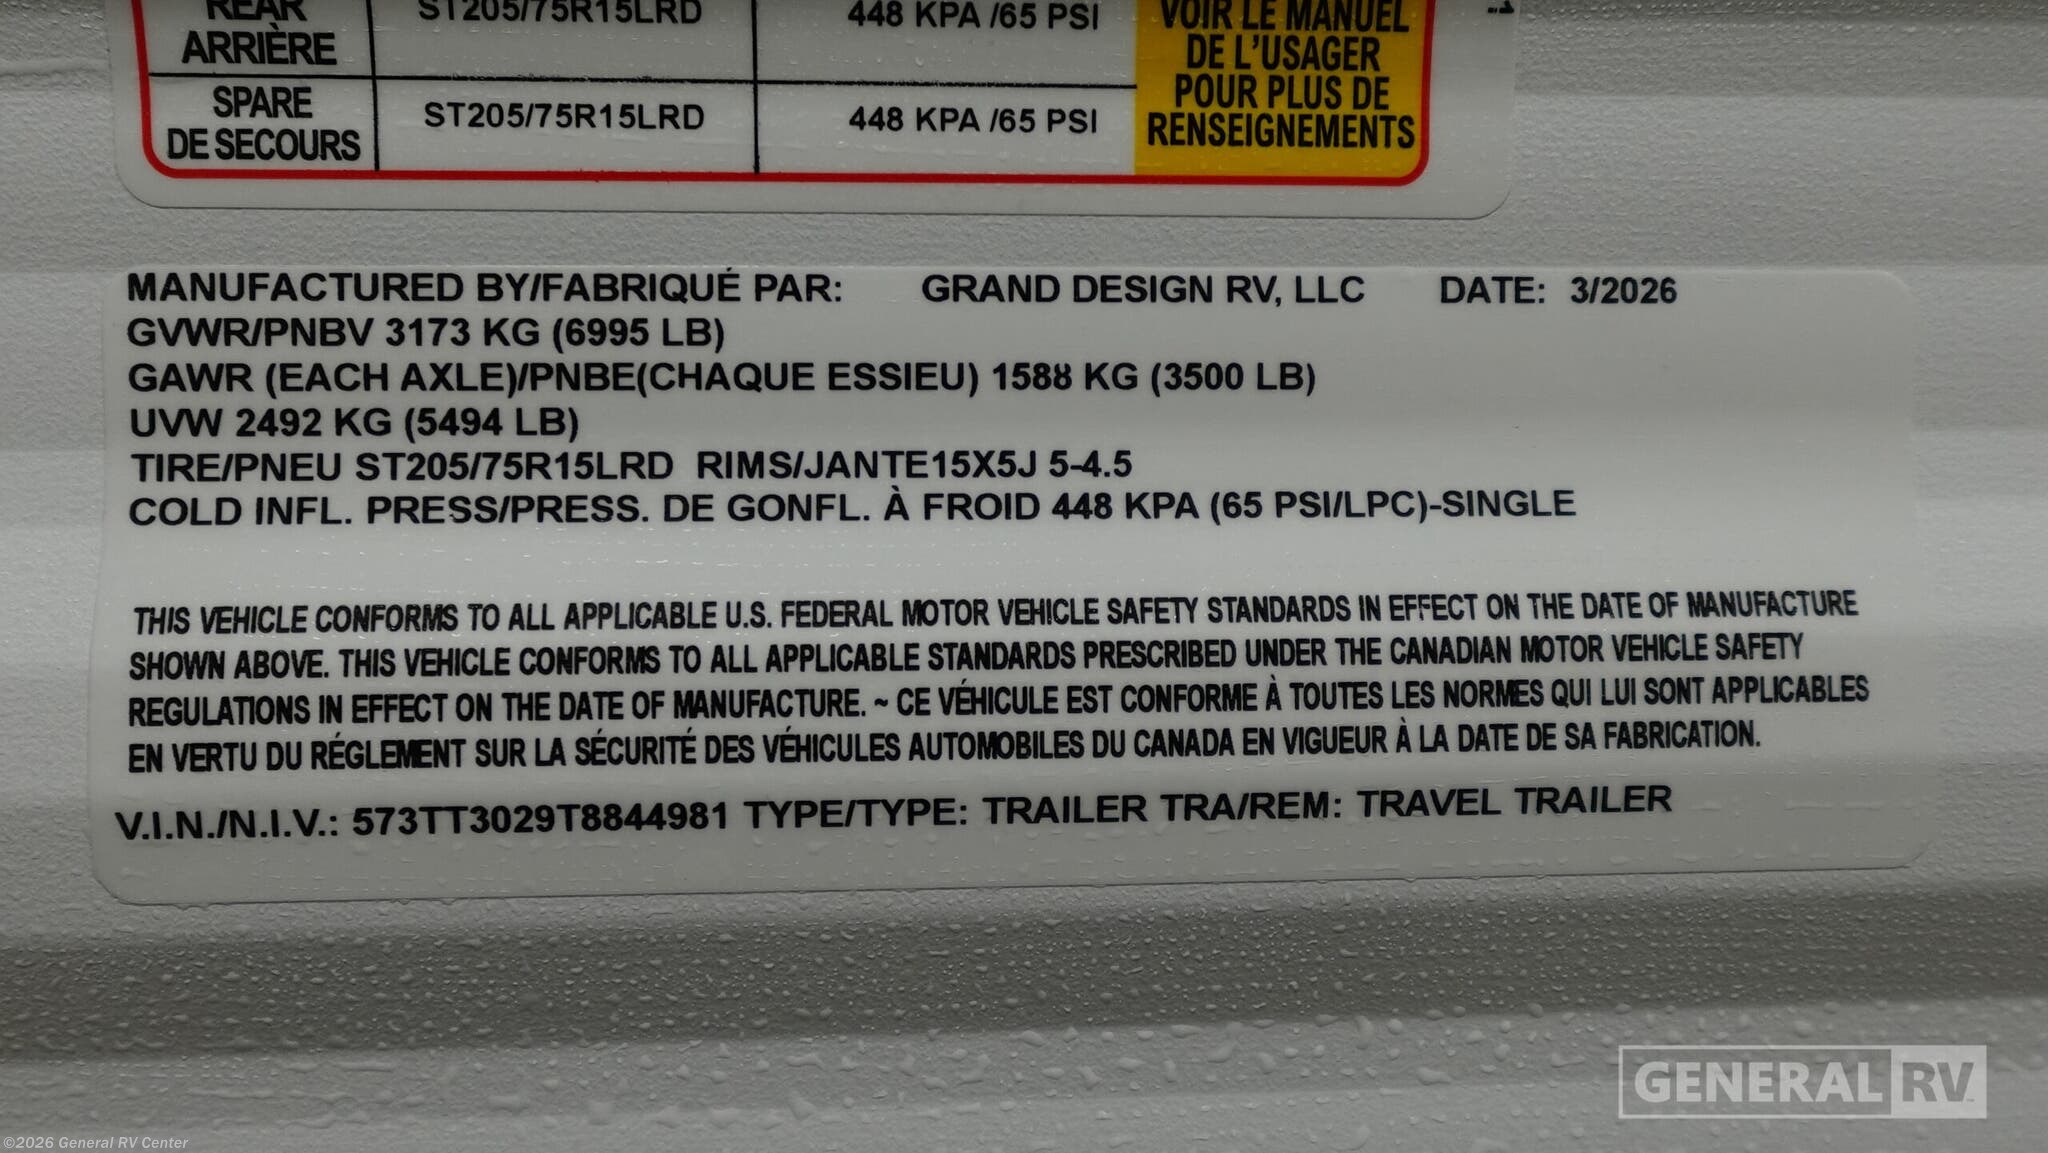 REAR
ARRIÈRE
ST205/75R15LRD
448 KPA /65 PSI
VOIR LE MANUEL
DE L'USAGER
POUR PLUS DE
RENSEIGNEMENTS
SPARE
DE SECOURS
ST205/75R15LRD
448 KPA /65 PSI
MANUFACTURED BY/FABRIQUÉ PAR: GRAND DESIGN RV, LLC DATE: 3/2026
GVWR/PNBV 3173 KG (6995 LB)
GAWR (EACH AXLE)/PNBE(CHAQUE ESSIEU) 1588 KG (3500 LB)
UVW 2492 KG (5494 LB)
TIRE/PNEU ST205/75R15LRD RIMS/JANTE15X5J 5-4.5
COLD INFL. PRESS/PRESS. DE GONFL. À FROID 448 KPA (65 PSI/LPC)-SINGLE
THIS VEHICLE CONFORMS TO ALL APPLICABLE U.S. FEDERAL MOTOR VEHICLE SAFETY STANDARDS IN EFFECT ON THE DATE OF MANUFACTURE
SHOWN ABOVE. THIS VEHICLE CONFORMS TO ALL APPLICABLE STANDARDS PRESCRIBED UNDER THE CANADIAN MOTOR VEHICLE SAFETY
REGULATIONS IN EFFECT ON THE DATE OF MANUFACTURE. ~ CE VÉHICULE EST CONFORME À TOUTES LES NORMES QUI LUI SONT APPLICABLES
EN VERTU DU RÉGLEMENT SUR LA SÉCURITÉ DES VÉHICULES AUTOMOBILES DU CANADA EN VIGUEUR À LA DATE DE SA FABRICATION.
V.I.N./N.I.V.: 573TT3029T8844981 TYPE/TYPE: TRAILER TRA/REM: TRAVEL TRAILER
GENERAL RV
©2026 General RV Center